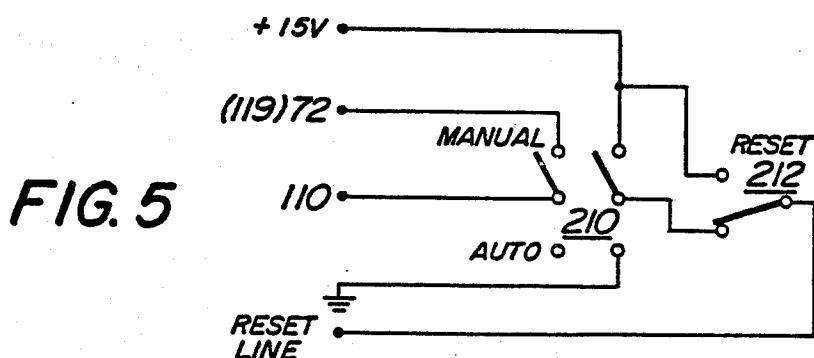 +15V
(119)72
MANUAL
RESET
212
FIG. 5
110
210
AUTO
RESET
LINE